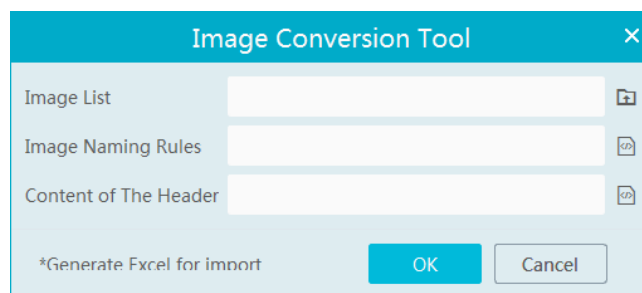 Image Conversion Tool
Image List
Image Naming Rules
Content of The Header
*Generate Excel for import
OK
Cancel